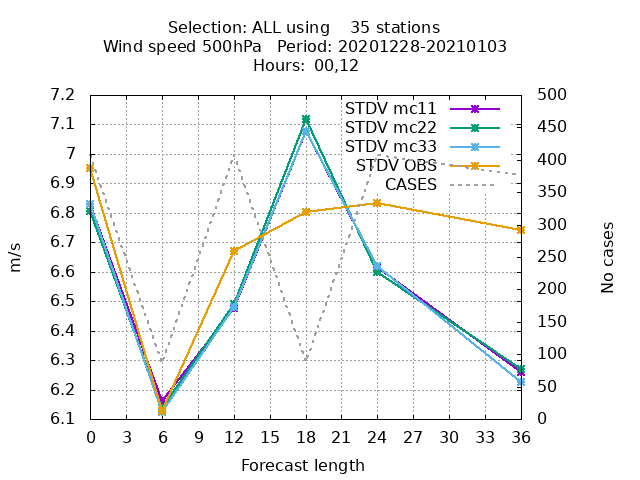 Selection: ALL using    35 stations
Wind speed 500hPa   Period: 20201228-20210103
Hours:  00,12
STDV mc11
STDV mc22
STDV mc33
STDV OBS
CASES
7.2
7.1
7
6.9
6.8
6.7
6.6
6.5
6.4
6.3
6.2
6.1
m/s
500
450
400
350
300
250
200
150
100
50
0
No cases
0 3 6 9 12 15 18 21 24 27 30 33 36
Forecast length